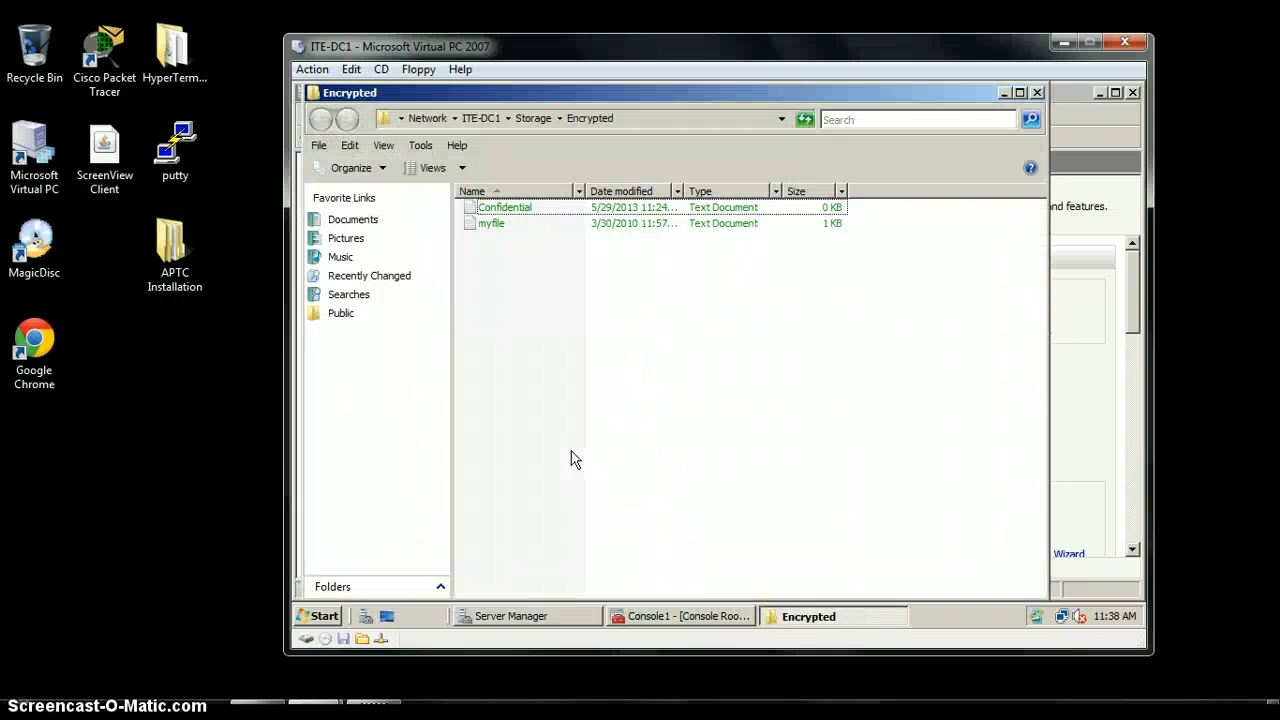 Recycle Bin
Cisco Packet
Tracer
HyperTerm...
Microsoft
Virtual PC
ScreenView
Client
putty
MagicDisc
APTC
Installation
Google
Chrome
ITE-DC1 - Microsoft Virtual PC 2007
Action Edit CD Floppy Help
Encrypted
Network ITE-DC1 Storage Encrypted
Search
File Edit View Tools Help
Organize Views
Favorite Links
Documents
Pictures
Music
Recently Changed
Searches
Public
Folders
Name Date modified Type Size
Confidential 5/29/2013 11:24... Text Document 0 KB
myfile 3/30/2010 11:57... Text Document 1 KB
and features.
Wizard
Start Server Manager Console1 - [Console Roo... Encrypted 11:38 AM
Screencast-O-Matic.com